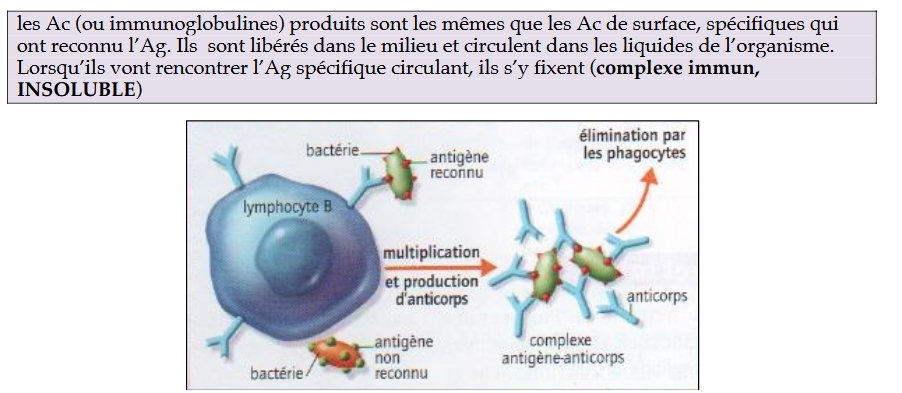 les Ac (ou immunoglobulines) produits sont les mêmes que les Ac de surface, spécifiques qui
ont reconnu l'Ag. Ils sont libérés dans le milieu et circulent dans les liquides de l'organisme.
Lorsqu'ils vont rencontrer l'Ag spécifique circulant, ils s'y fixent (complexe immun,
INSOLUBLE)
élimination par
les phagocytes
bactérie
antigène
reconnu
lymphocyte B
multiplication
et production
d'anticorps
anticorps
antigène
non
reconnu
bactérie
complexe
antigène-anticorps